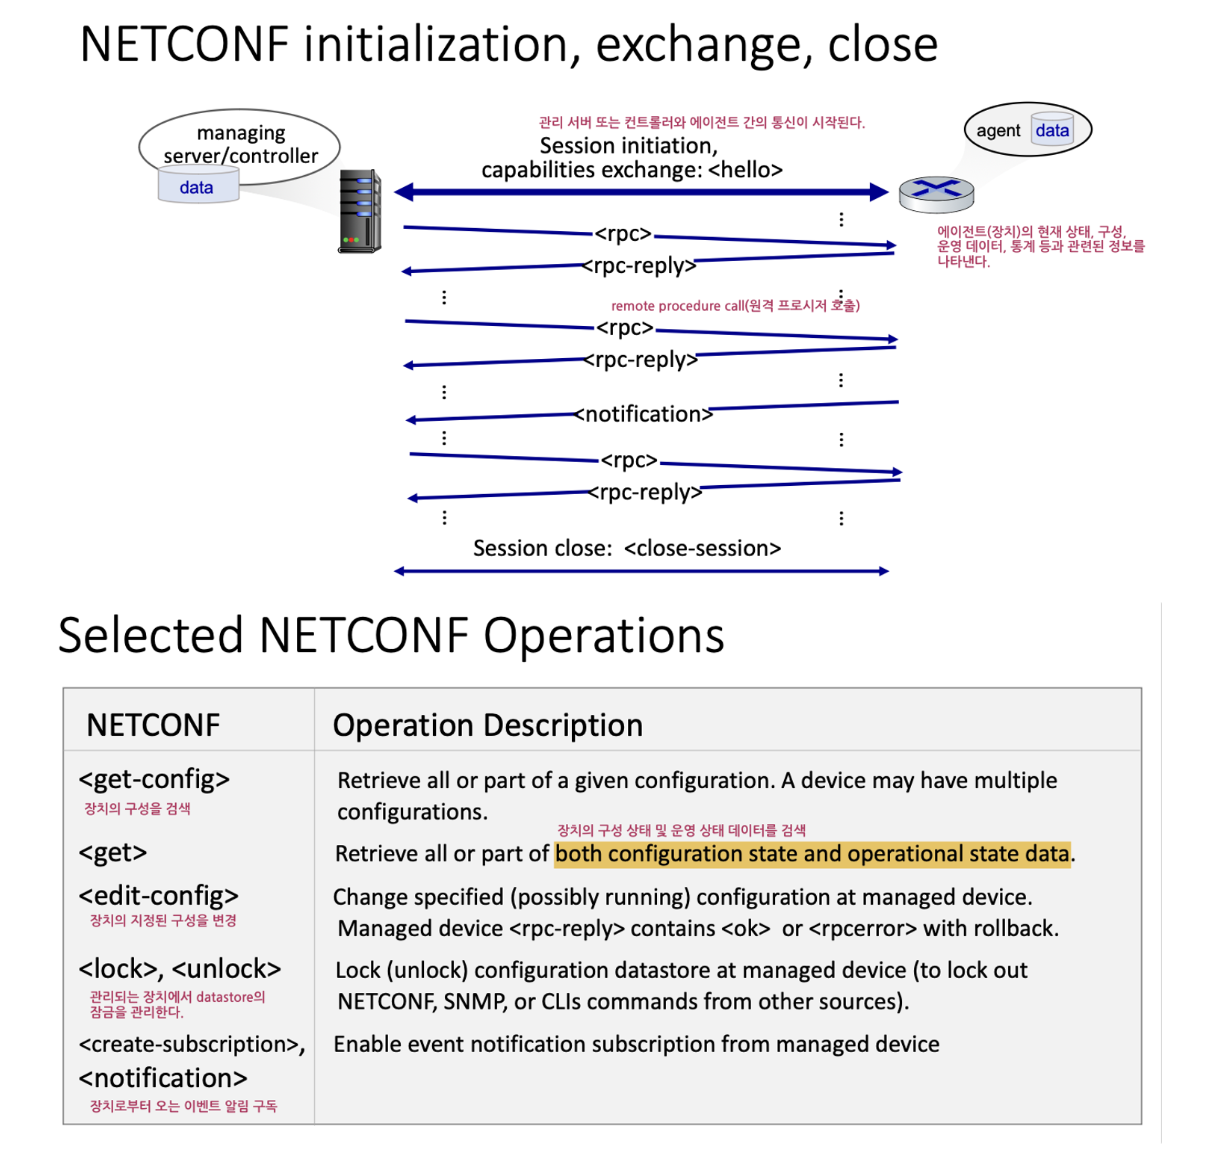 NETCONF initialization, exchange, close
managing
server/controller
data
관리 서버 또는 컨트롤러와 에이전트 간의 통신이 시작된다.
Session initiation,
capabilities exchange: <hello>
agent
data
에이전트(장치)의 현재 상태, 구성,
운영 데이터, 통계 등과 관련된 정보를
나타낸다.
<rpc>
<rpc-reply>
remote procedure call(원격 프로시저 호출)
<rpc>
<rpc-reply>
<notification>
<rpc>
<rpc-reply>
Session close: <close-session>
Selected NETCONF Operations
NETCONF
Operation Description
<get-config>
장치의 구성을 검색
Retrieve all or part of a given configuration. A device may have multiple
configurations.
<get>
장치의 구성 상태 및 운영 상태 데이터를 검색
Retrieve all or part of both configuration state and operational state data.
<edit-config>
장치의 지정된 구성을 변경
Change specified (possibly running) configuration at managed device.
Managed device <rpc-reply> contains <ok> or <rpcerror> with rollback.
<lock>, <unlock>
관리되는 장치에서 datastore의
잠금을 관리한다.
Lock (unlock) configuration datastore at managed device (to lock out
NETCONF, SNMP, or CLIs commands from other sources).
<create-subscription>,
<notification>
장치로부터 오는 이벤트 알림 구독
Enable event notification subscription from managed device